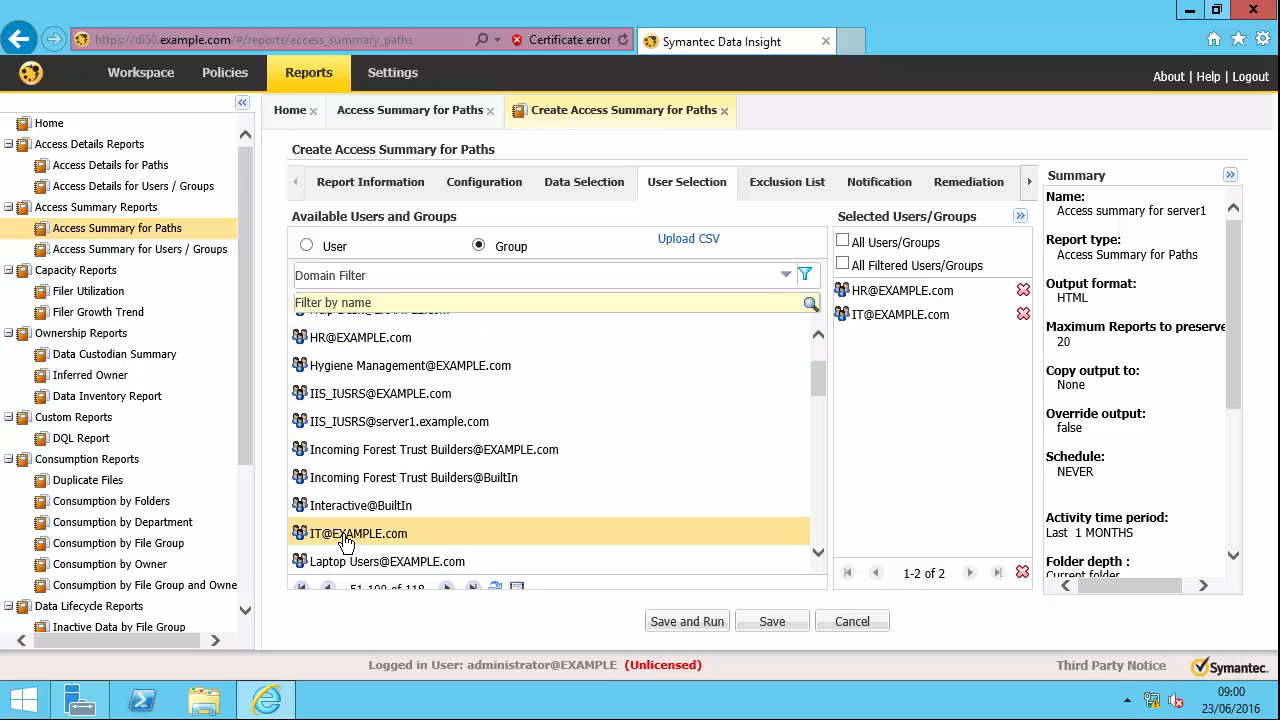 https://di50.example.com/#/reports/access_summary_paths
Certificate error
Symantec Data Insight
Workspace
Policies
Reports
Settings
About | Help | Logout
Home
Access Details Reports
Access Details for Paths
Access Details for Users / Groups
Access Summary Reports
Access Summary for Paths
Access Summary for Users / Groups
Capacity Reports
Filer Utilization
Filer Growth Trend
Ownership Reports
Data Custodian Summary
Inferred Owner
Data Inventory Report
Custom Reports
DQL Report
Consumption Reports
Duplicate Files
Consumption by Folders
Consumption by Department
Consumption by File Group
Consumption by Owner
Consumption by File Group and Owne
Data Lifecycle Reports
Inactive Data by File Group
Home
Access Summary for Paths
Create Access Summary for Paths
Create Access Summary for Paths
Report Information
Configuration
Data Selection
User Selection
Exclusion List
Notification
Remediation
Available Users and Groups
User
Group
Upload CSV
Domain Filter
Filter by name
HR@EXAMPLE.com
Hygiene Management@EXAMPLE.com
IIS_IUSRS@EXAMPLE.com
IIS_IUSRS@server1.example.com
Incoming Forest Trust Builders@EXAMPLE.com
Incoming Forest Trust Builders@BuiltIn
Interactive@BuiltIn
IT@EXAMPLE.com
Laptop Users@EXAMPLE.com
51-100 of 118
Selected Users/Groups
All Users/Groups
All Filtered Users/Groups
HR@EXAMPLE.com
IT@EXAMPLE.com
1-2 of 2
Summary
Name:
Access summary for server1
Report type:
Access Summary for Paths
Output format:
HTML
Maximum Reports to preserve
20
Copy output to:
None
Override output:
false
Schedule:
NEVER
Activity time period:
Last 1 MONTHS
Folder depth :
Current folder
Save and Run
Save
Cancel
Logged in User: administrator@EXAMPLE (Unlicensed)
Third Party Notice
Symantec.
09:00
23/06/2016